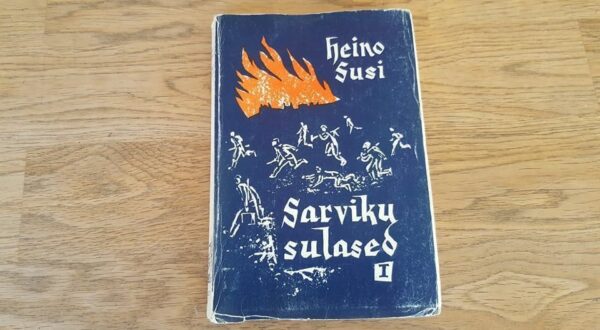 Heino
Susi
Sarviku
sulased
I